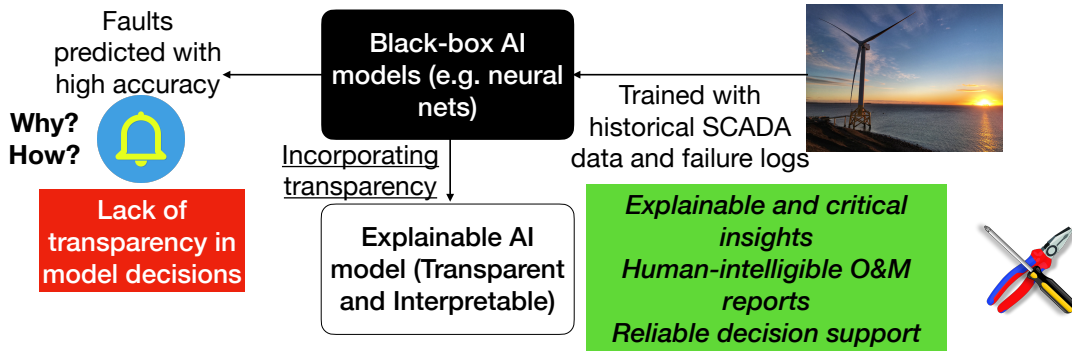 Faults
predicted with
high accuracy
Why?
How?
Lack of
transparency in
model decisions
Black-box AI
models (e.g. neural
nets)
Incorporating
transparency
Explainable AI
model (Transparent
and Interpretable)
Trained with
historical SCADA
data and failure logs
Explainable and critical
insights
Human-intelligible O&M
reports
Reliable decision support